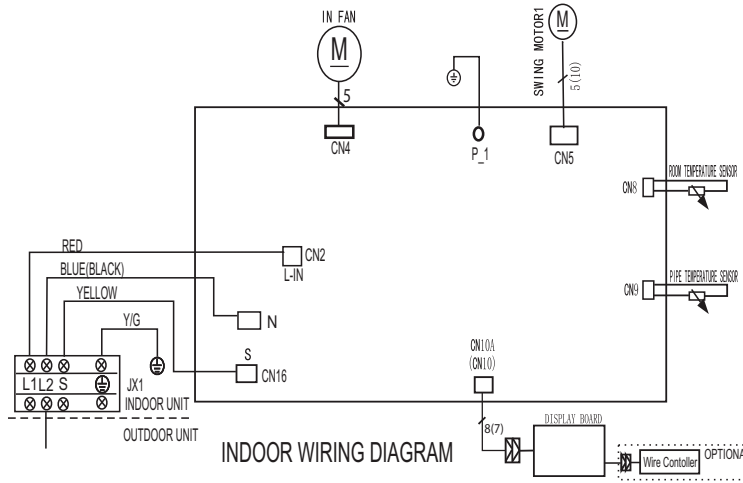 IN FAN
M
5
CN4
P_1
SWING MOTOR1
M
5(10)
CN5
CN8
ROOM TEMPERATURE SENSOR
CN9
PIPE TEMPERATURE SENSOR
RED
CN2
L-IN
BLUE(BLACK)
YELLOW
N
Y/G
S
CN16
L1 L2 S
JX1
INDOOR UNIT
OUTDOOR UNIT
CN10A
(CN10)
8(7)
DISPLAY BOARD
Wire Contoller
OPTIONA
INDOOR WIRING DIAGRAM